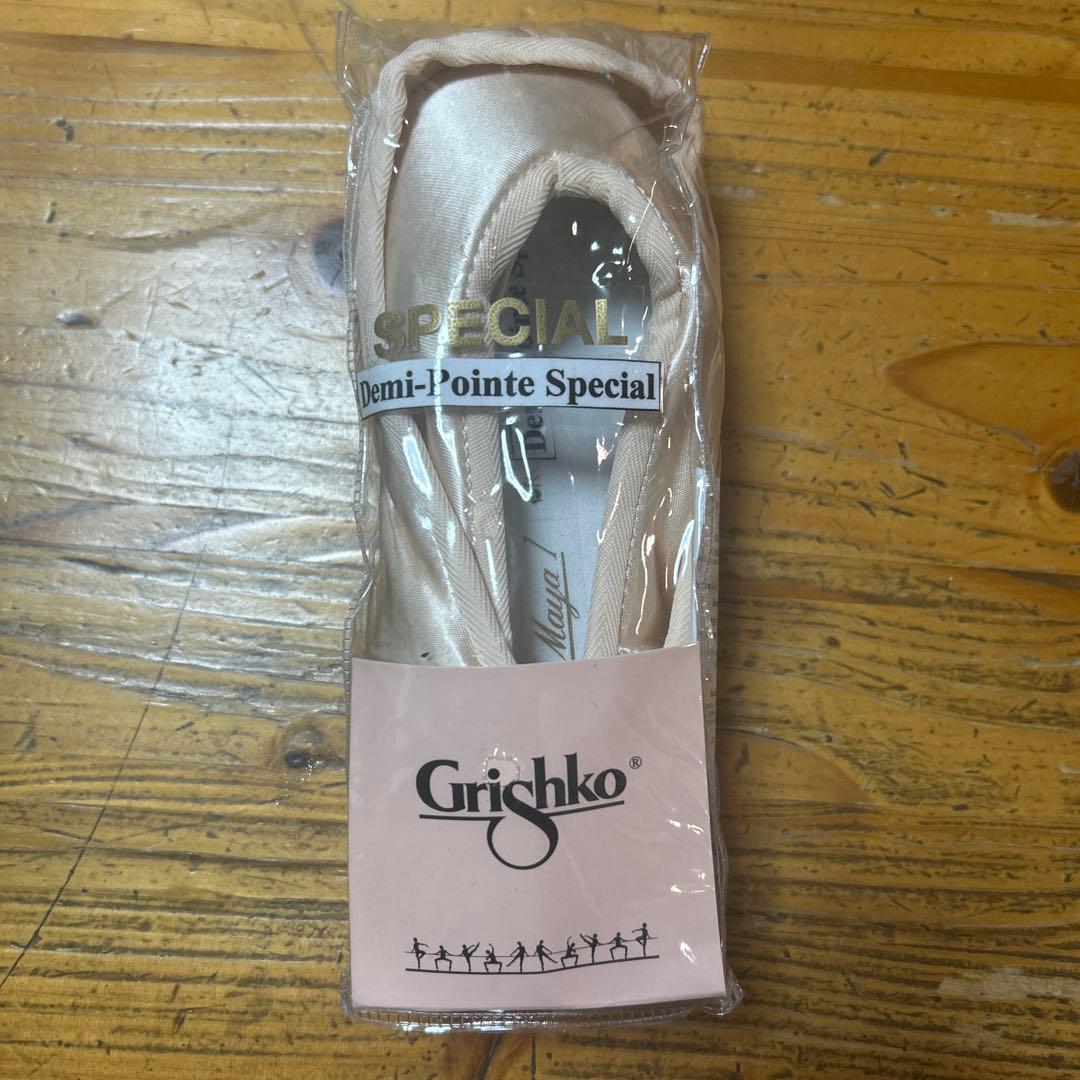 SPECIAL
Demi-Pointe Special
Maya I
Grishko®